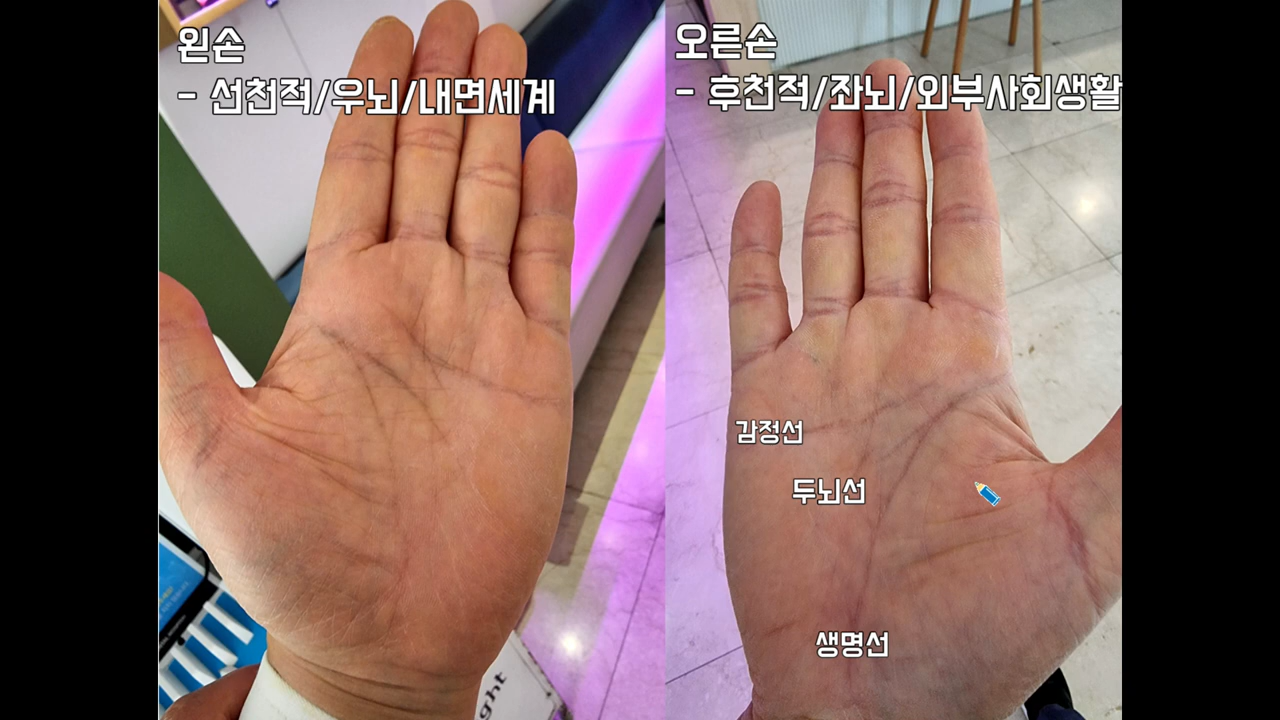 왼손
- 선천적/우뇌/내면세계
오른손
- 후천적/좌뇌/외부사회생활
감정선
두뇌선
생명선
ght